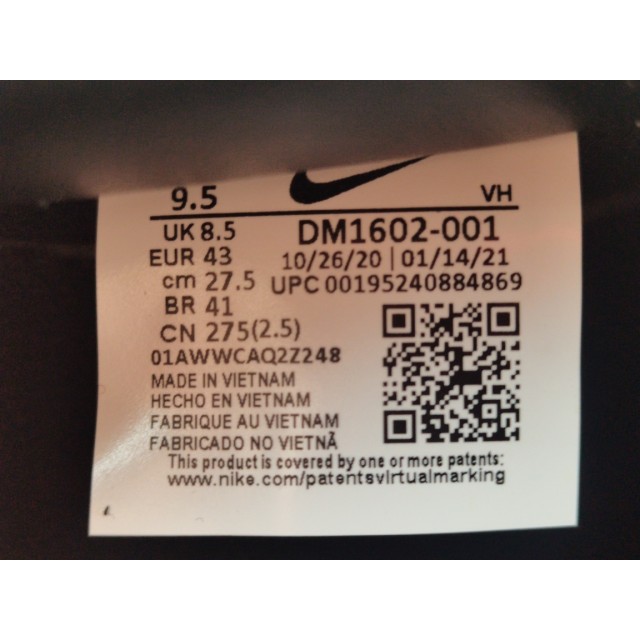 9.5 VH
UK 8.5 DM1602-001
EUR 43 10/26/20 | 01/14/21
cm 27.5 UPC 00195240884869
BR 41
CN 275(2.5)
01AWWCAQ2Z248
MADE IN VIETNAM
HECHO EN VIETNAM
FABRIQUE AU VIETNAM
FABRICADO NO VIETNÃ
This product is covered by one or more patents:
www.nike.com/patentsvirtualmarking